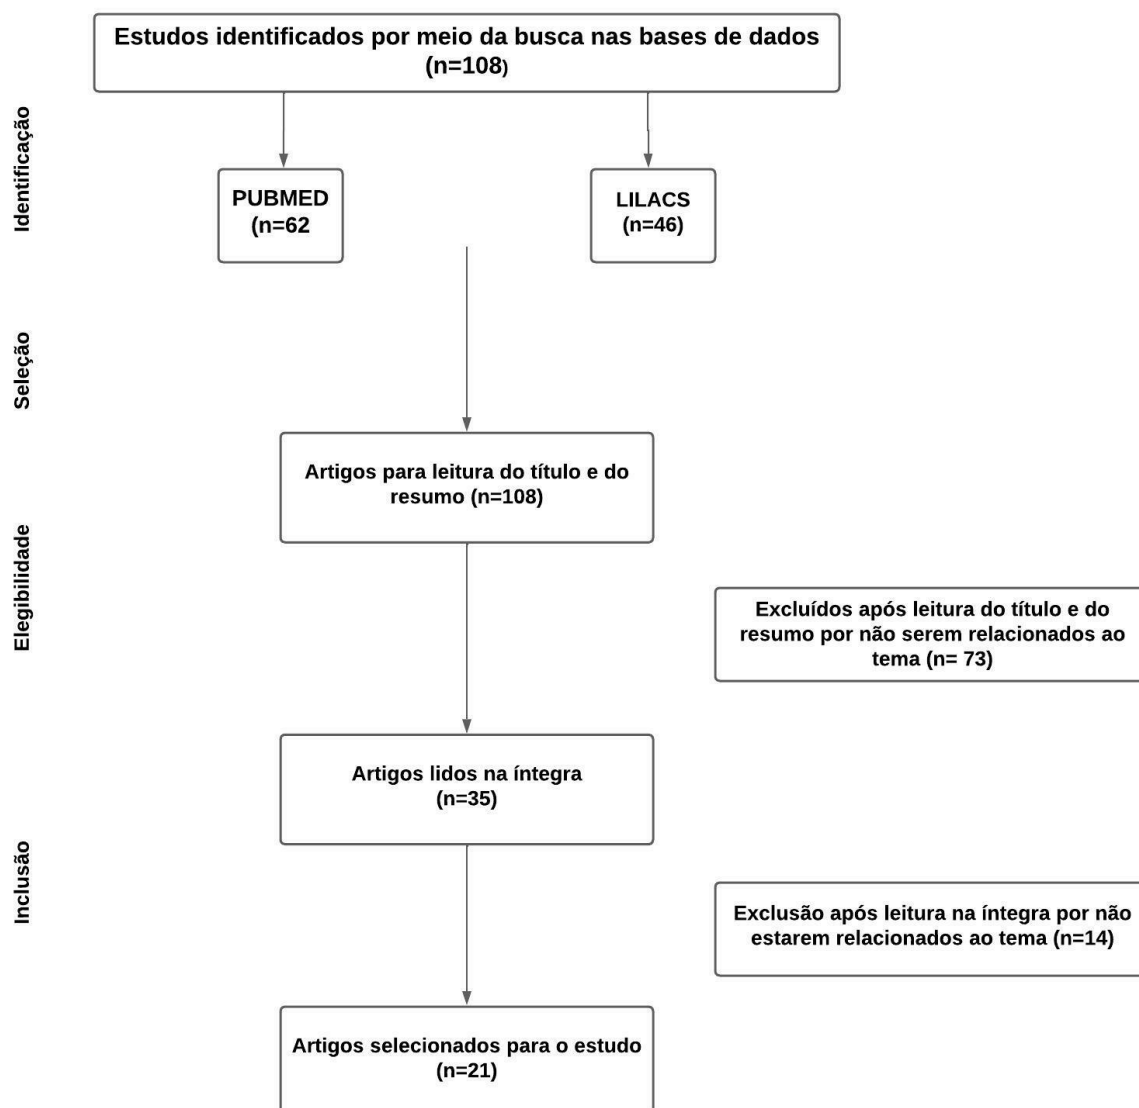 Estudos identificados por meio da busca nas bases de dados
(n=108)
Identificação
PUBMED
(n=62
LILACS
(n=46)
Seleção
Artigos para leitura do título e do
resumo (n=108)
Elegibilidade
Excluídos após leitura do título e do
resumo por não serem relacionados ao
tema (n= 73)
Artigos lidos na íntegra
(n=35)
Inclusão
Exclusão após leitura na íntegra por não
estarem relacionados ao tema (n=14)
Artigos selecionados para o estudo
(n=21)